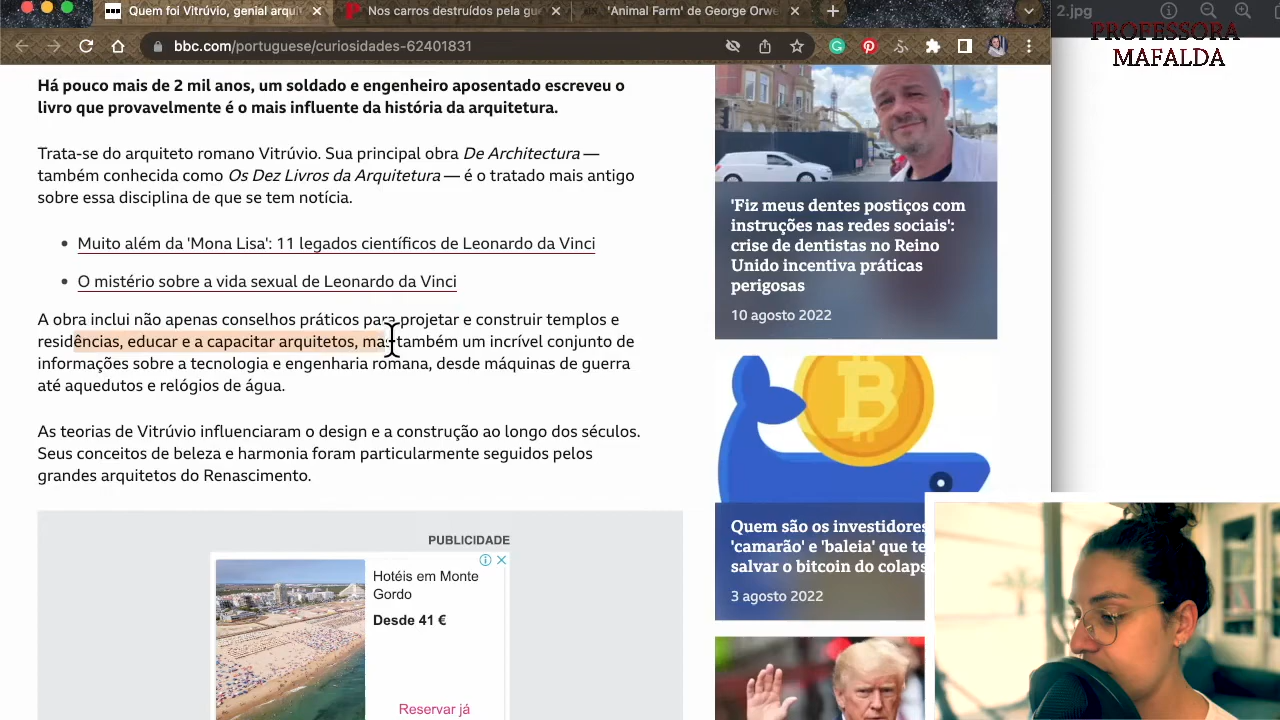 Quem foi Vitrúvio, genial arqui
Nos carros destruídos pela gue
'Animal Farm' de George Orwe
2.jpg
bbc.com/portuguese/curiosidades-62401831
PROFESSORA
MAFALDA
Há pouco mais de 2 mil anos, um soldado e engenheiro aposentado escreveu o
livro que provavelmente é o mais influente da história da arquitetura.
Trata-se do arquiteto romano Vitrúvio. Sua principal obra De Architectura —
também conhecida como Os Dez Livros da Arquitetura — é o tratado mais antigo
sobre essa disciplina de que se tem notícia.
Muito além da 'Mona Lisa': 11 legados científicos de Leonardo da Vinci
O mistério sobre a vida sexual de Leonardo da Vinci
A obra inclui não apenas conselhos práticos para projetar e construir templos e
residências, educar e a capacitar arquitetos, mas também um incrível conjunto de
informações sobre a tecnologia e engenharia romana, desde máquinas de guerra
até aquedutos e relógios de água.
As teorias de Vitrúvio influenciaram o design e a construção ao longo dos séculos.
Seus conceitos de beleza e harmonia foram particularmente seguidos pelos
grandes arquitetos do Renascimento.
PUBLICIDADE
Hotéis em Monte
Gordo
Desde 41 €
Reservar já
'Fiz meus dentes postiços com
instruções nas redes sociais':
crise de dentistas no Reino
Unido incentiva práticas
perigosas
10 agosto 2022
Quem são os investidores
'camarão' e 'baleia' que te
salvar o bitcoin do colaps
3 agosto 2022